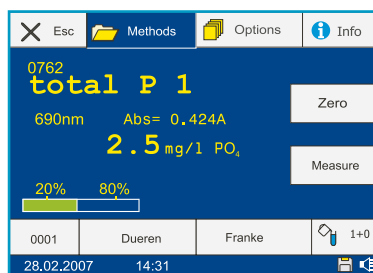 Esc Methods Options Info
0762
total P 1
Zero
690nm Abs= 0.424A
2.5 mg/l PO₄
Measure
20% 80%
0001 Dueren Franke 1+0
28.02.2007 14:31